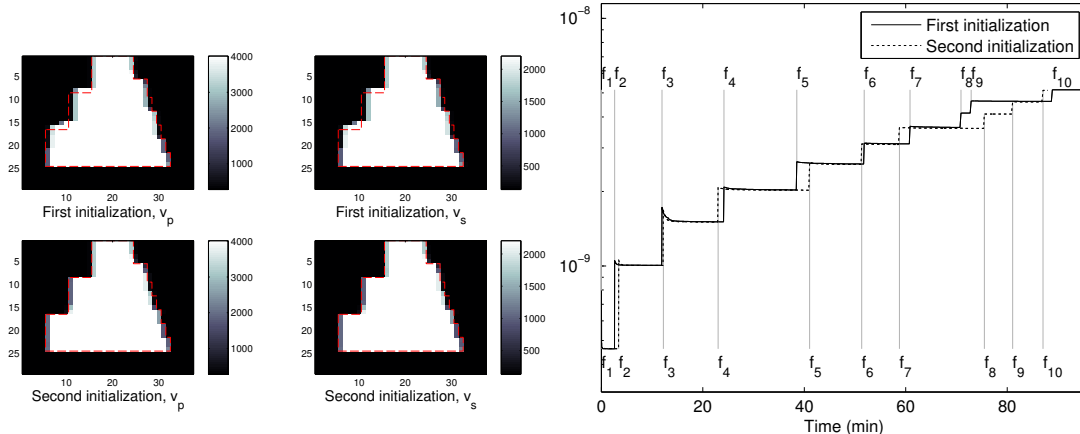 5
10
15
20
25
10 20 30
First initialization, v_p
4000
3000
2000
1000
5
10
15
20
25
10 20 30
First initialization, v_s
2000
1500
1000
500
5
10
15
20
25
10 20 30
Second initialization, v_p
4000
3000
2000
1000
5
10
15
20
25
10 20 30
Second initialization, v_s
2000
1500
1000
500
10^-8
10^-9
First initialization
Second initialization
f_1 f_2 f_3 f_4 f_5 f_6 f_7 f_8 f_9 f_10
f_1 f_2 f_3 f_4 f_5 f_6 f_7 f_8 f_9 f_10
0 20 40 60 80
Time (min)